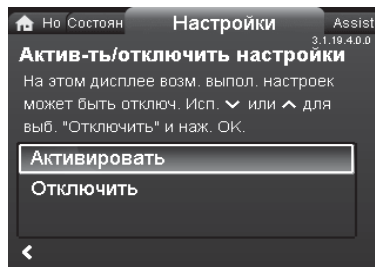 Но Состоян Настройки Assist
3.1.19.4.0.0
Актив-ть/отключить настройки
На этом дисплее возм. выпол. настроек
может быть отключ. Исп. ∨ или ∧ для
выб. "Отключить" и наж. OK.
Активировать
Отключить